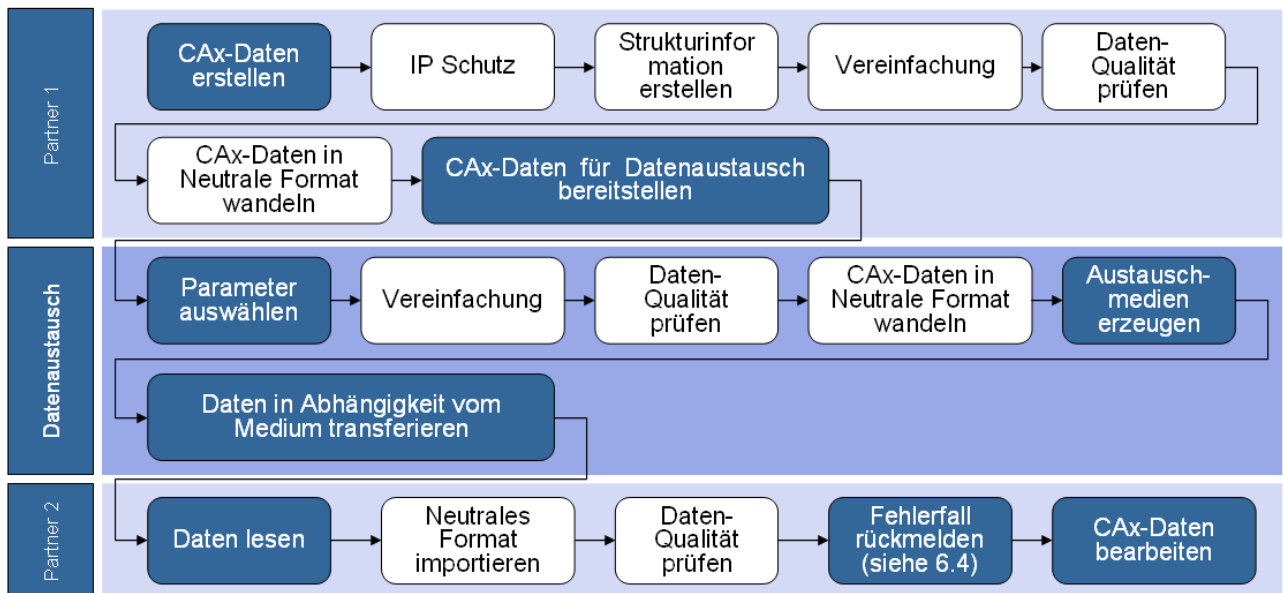 Partner 1
CAx-Daten
erstellen
IP Schutz
Strukturinfor
mation
erstellen
Vereinfachung
Daten-
Qualität
prüfen
CAx-Daten in
Neutrale Format
wandeln
CAx-Daten für Datenaustausch
bereitstellen
Datenaustausch
Parameter
auswählen
Vereinfachung
Daten-
Qualität
prüfen
CAx-Daten in
Neutrale Format
wandeln
Austausch-
medien
erzeugen
Daten in Abhängigkeit vom
Medium transferieren
Partner 2
Daten lesen
Neutrales
Format
importieren
Daten-
Qualität
prüfen
Fehlerfall
rückmelden
(siehe 6.4)
CAx-Daten
bearbeiten